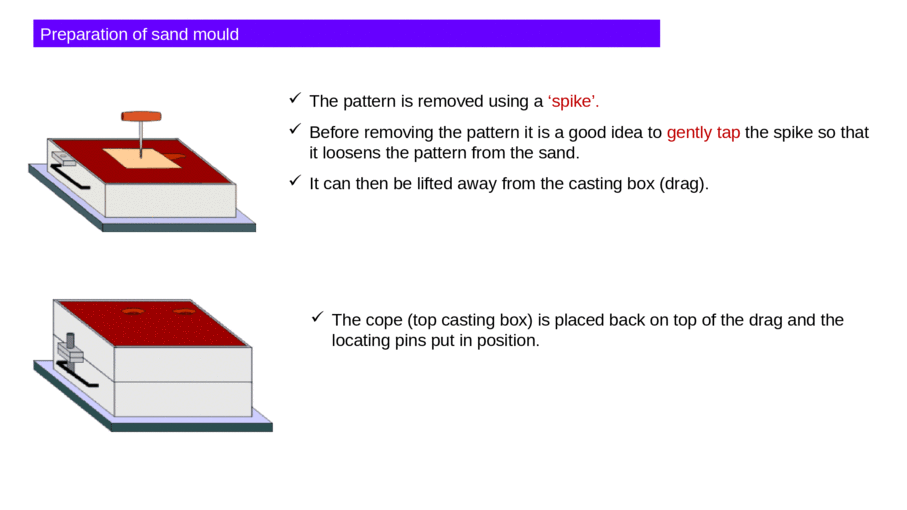 Preparation of sand mould
✓ The pattern is removed using a ‘spike’.
✓ Before removing the pattern it is a good idea to gently tap the spike so that
it loosens the pattern from the sand.
✓ It can then be lifted away from the casting box (drag).
✓ The cope (top casting box) is placed back on top of the drag and the
locating pins put in position.